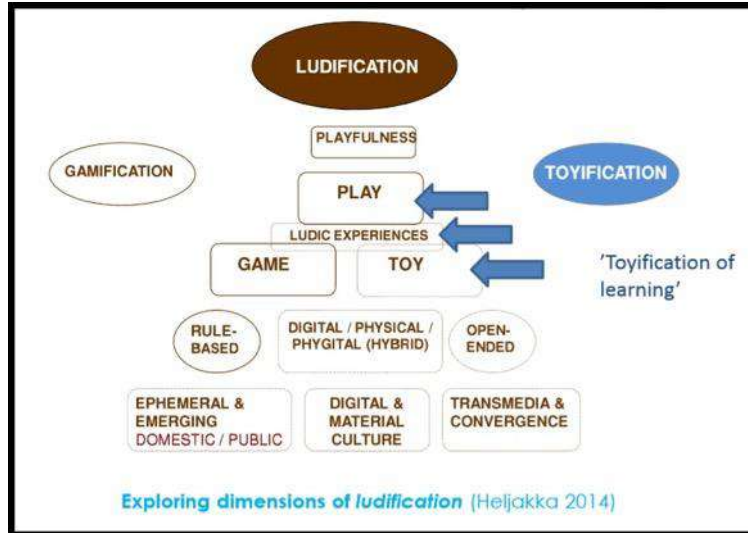 LUDIFICATION
PLAYFULNESS
GAMIFICATION
TOYIFICATION
PLAY
LUDIC EXPERIENCES
GAME
TOY
'Toyification of
learning'
RULE-
BASED
DIGITAL / PHYSICAL /
PHYGITAL (HYBRID)
OPEN-
ENDED
EPHEMERAL &
EMERGING
DOMESTIC / PUBLIC
DIGITAL &
MATERIAL
CULTURE
TRANSMEDIA &
CONVERGENCE
Exploring dimensions of ludification (Heljakka 2014)